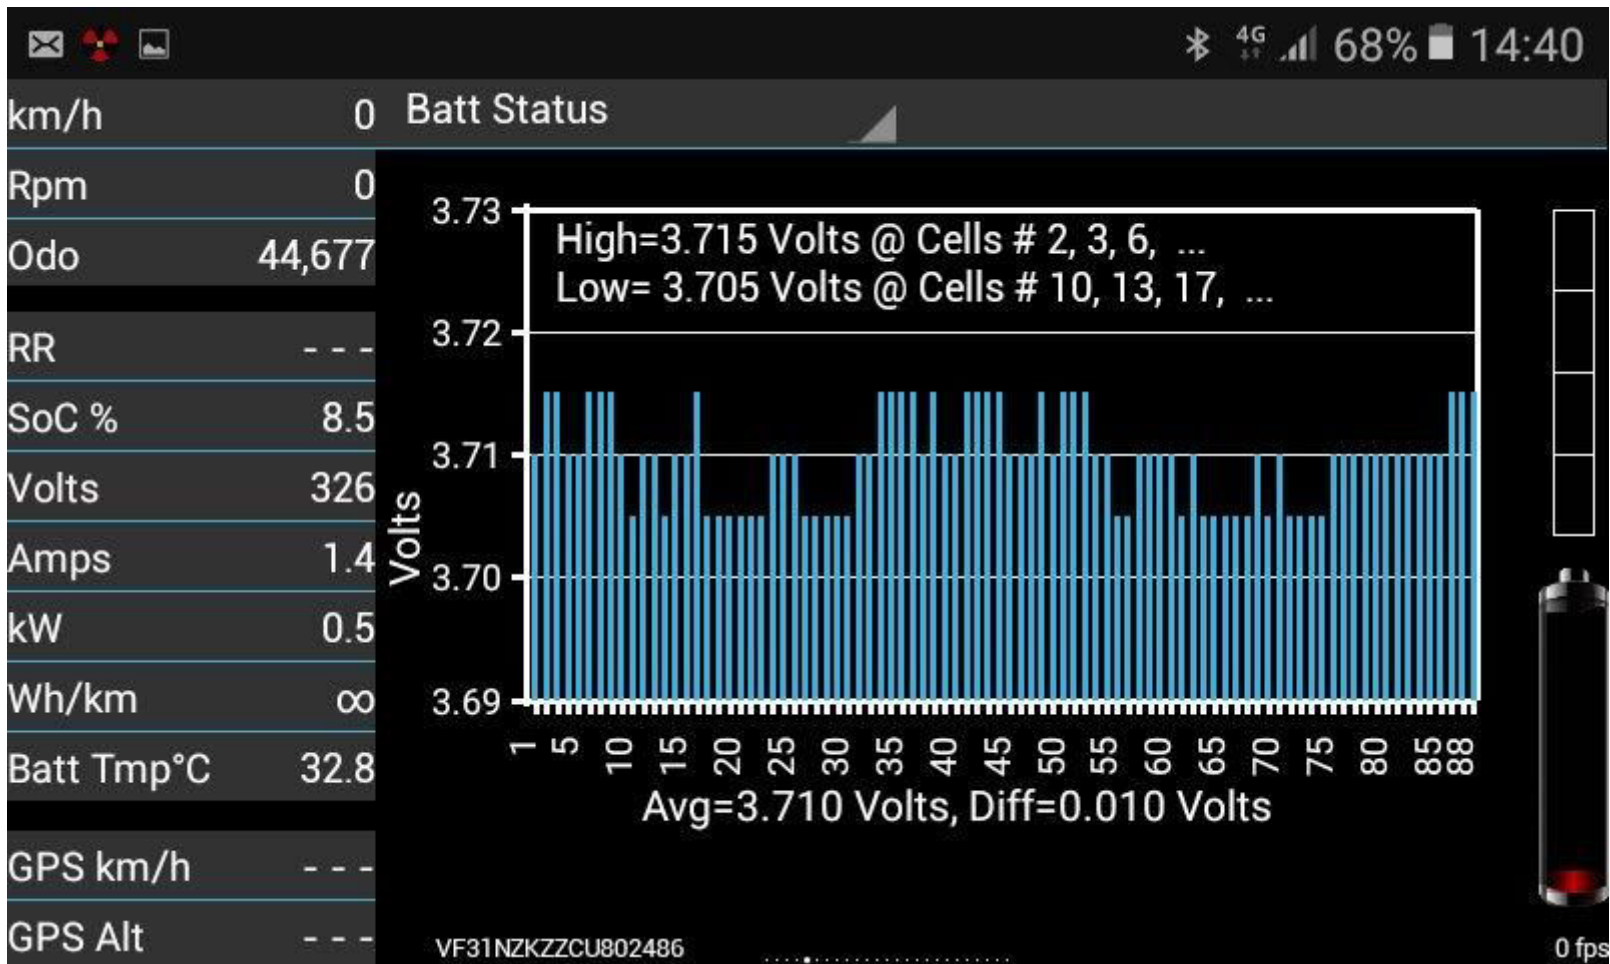 4G 68% 14:40
km/h 0
Rpm 0
Odo 44,677
RR - - -
SoC % 8.5
Volts 326
Amps 1.4
kW 0.5
Wh/km ∞
Batt Tmp°C 32.8
GPS km/h - - -
GPS Alt - - -
Batt Status
High=3.715 Volts @ Cells # 2, 3, 6, ...
Low= 3.705 Volts @ Cells # 10, 13, 17, ...
3.73
3.72
3.71
3.70
3.69
Volts
1 5 10 15 20 25 30 35 40 45 50 55 60 65 70 75 80 85 88
Avg=3.710 Volts, Diff=0.010 Volts
VF31NZKZZCU802486
0 fps